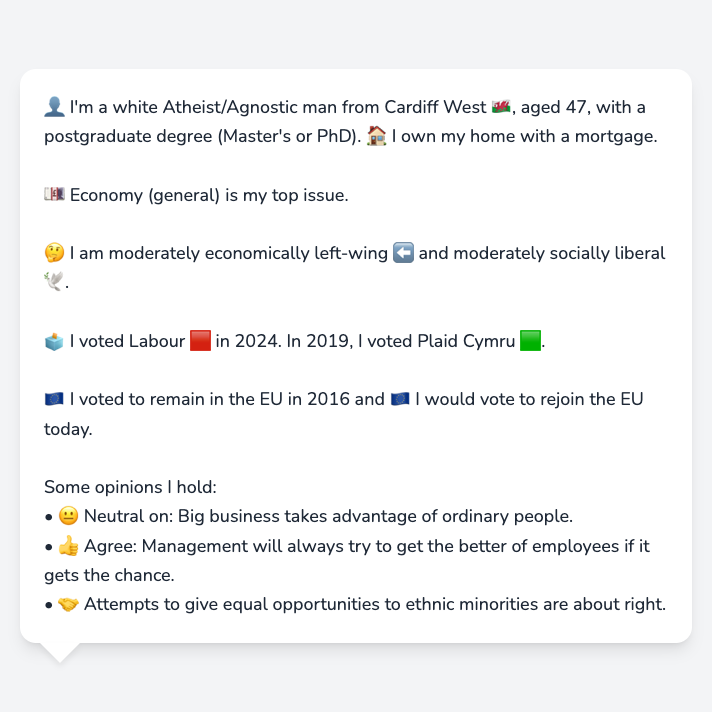 👤 I'm a white Atheist/Agnostic man from Cardiff West 🏴󠁧󠁢󠁷󠁬󠁳󠁿, aged 47, with a
postgraduate degree (Master's or PhD). 🏠 I own my home with a mortgage.
💷 Economy (general) is my top issue.
🤔 I am moderately economically left-wing ⬅️ and moderately socially liberal
🕊️.
🗳️ I voted Labour 🟥 in 2024. In 2019, I voted Plaid Cymru 🟩.
🇪🇺 I voted to remain in the EU in 2016 and 🇪🇺 I would vote to rejoin the EU
today.
Some opinions I hold:
• 😐 Neutral on: Big business takes advantage of ordinary people.
• 👍 Agree: Management will always try to get the better of employees if it
gets the chance.
• 🤝 Attempts to give equal opportunities to ethnic minorities are about right.